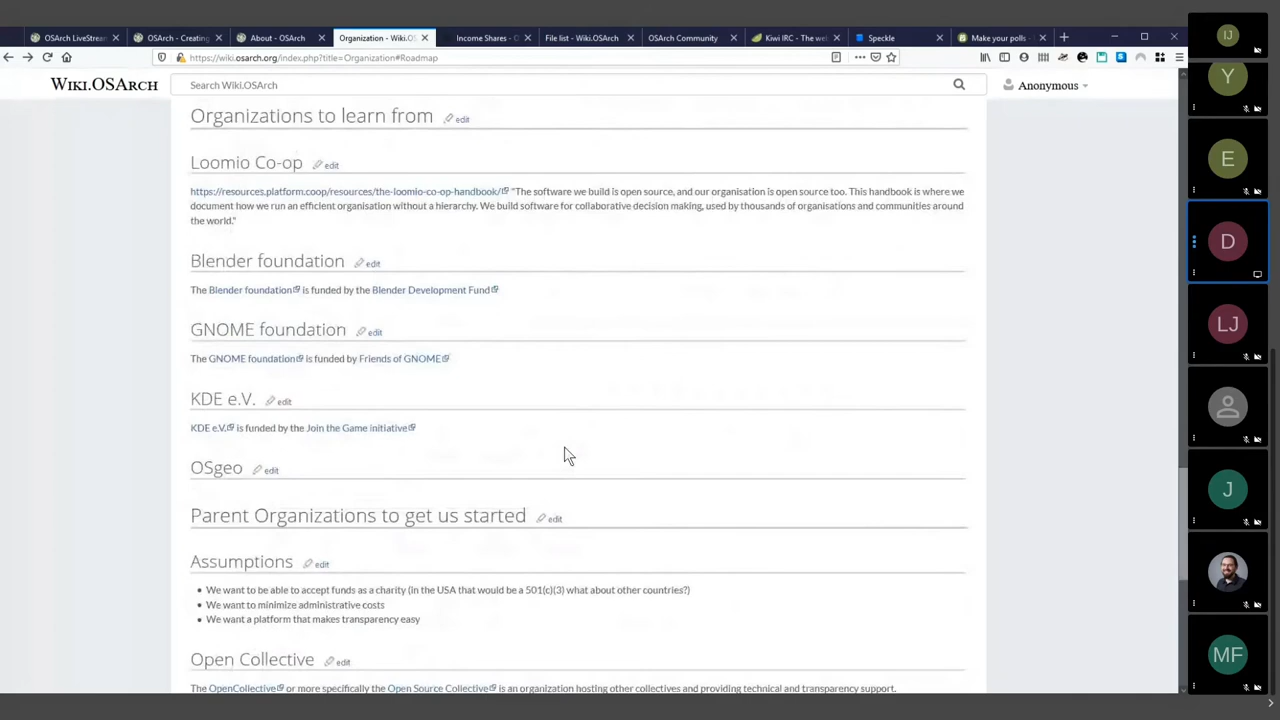 OSArch LiveStream
OSArch - Creating
About - OSArch
Organization - Wiki.OS
Income Shares - O
File list - Wiki.OSArch
OSArch Community
Kiwi IRC - The we
Speckle
Make your polls -
https://wiki.osarch.org/index.php?title=Organization#Roadmap
Wiki.OSArch
Search Wiki.OSArch
Anonymous
Organizations to learn from edit
Loomio Co-op edit
https://resources.platform.coop/resources/the-loomio-co-op-handbook/ "The software we build is open source, and our organisation is open source too. This handbook is where we
document how we run an efficient organisation without a hierarchy. We build software for collaborative decision making, used by thousands of organisations and communities around
the world."
Blender foundation edit
The Blender foundation is funded by the Blender Development Fund
GNOME foundation edit
The GNOME foundation is funded by Friends of GNOME
KDE e.V. edit
KDE e.V. is funded by the Join the Game initiative
OSgeo edit
Parent Organizations to get us started edit
Assumptions edit
• We want to be able to accept funds as a charity (in the USA that would be a 501(c)(3) what about other countries?)
• We want to minimize administrative costs
• We want a platform that makes transparency easy
Open Collective edit
The OpenCollective or more specifically the Open Source Collective is an organization hosting other collectives and providing technical and transparency support.
IJ
Y
E
D
LJ
J
MF